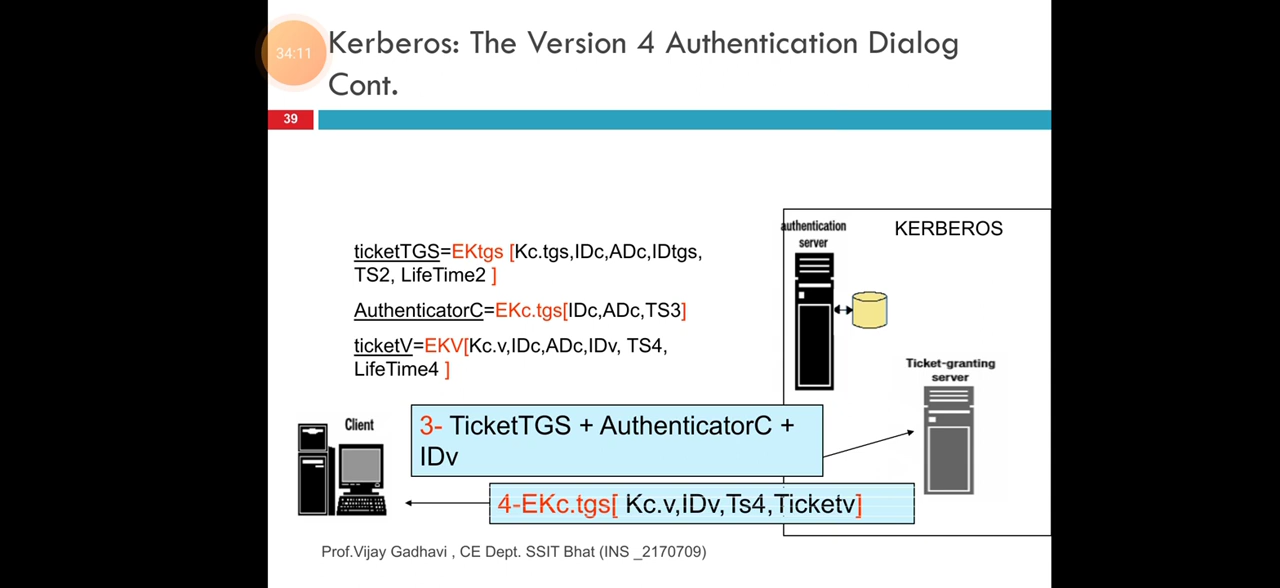 34:11
Kerberos: The Version 4 Authentication Dialog
Cont.
39
authentication
server
KERBEROS
ticketTGS=EKtgs [Kc.tgs,IDc,ADc,IDtgs,
TS2, LifeTime2 ]
AuthenticatorC=EKc.tgs[IDc,ADc,TS3]
ticketV=EKV[Kc.v,IDc,ADc,IDv, TS4,
LifeTime4 ]
Ticket-granting
server
Client
3- TicketTGS + AuthenticatorC +
IDv
4-EKc.tgs[ Kc.v,IDv,Ts4,Ticketv]
Prof.Vijay Gadhavi , CE Dept. SSIT Bhat (INS _2170709)